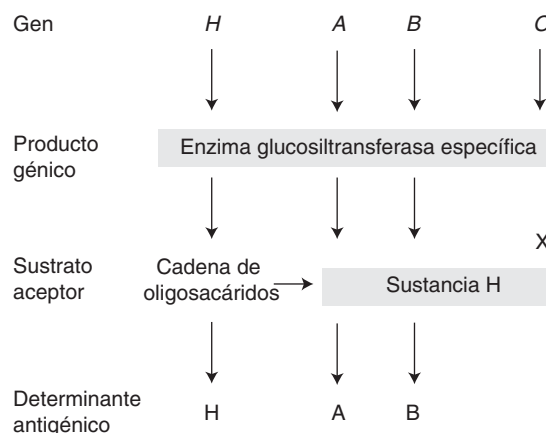 Gen H A B O
Producto génico
Enzima glucosiltransferasa específica
X
Sustrato aceptor
Cadena de oligosacáridos
Sustancia H
Determinante antigénico
H A B